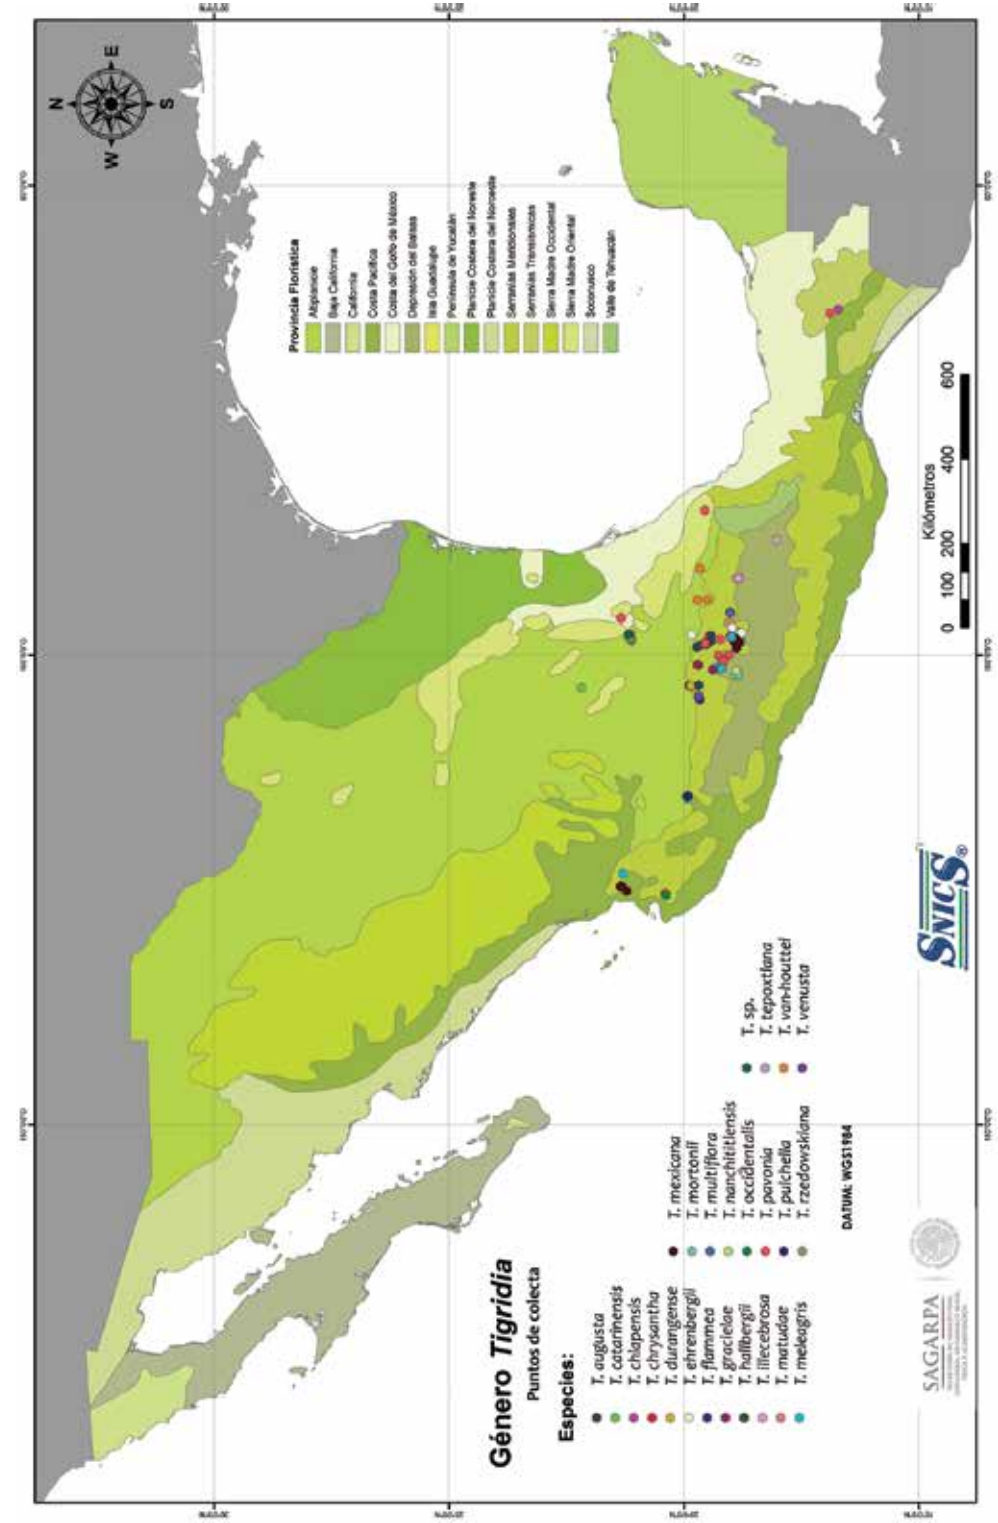 N
W
E
S
Provincia Florística
Altiplanicie
Baja California
California
Costa Pacífica
Costa del Golfo de México
Depresión del Balsas
Isla Guadalupe
Península de Yucatán
Planicie Costera del Noreste
Planicie Costera del Noroeste
Serranías Meridionales
Serranías Transísmicas
Sierra Madre Occidental
Sierra Madre Oriental
Soconusco
Valle de Tehuacán
Género Tigridia
Puntos de colecta
Especies:
T. augusta
T. catarinensis
T. chiapensis
T. chrysantha
T. durangense
T. ehrenbergii
T. flammea
T. gracielae
T. hallbergii
T. illecebrosa
T. matudae
T. meleagris
T. mexicana
T. mortonii
T. multiflora
T. nanchititlensis
T. occidentalis
T. pavonia
T. pulchella
T. rzedowskiana
T. sp.
T. tepoxtlana
T. van-houttei
T. venusta
DATUM: WGS1984
Kilómetros
0 100 200 400 600
SAGARPA
SNICS®